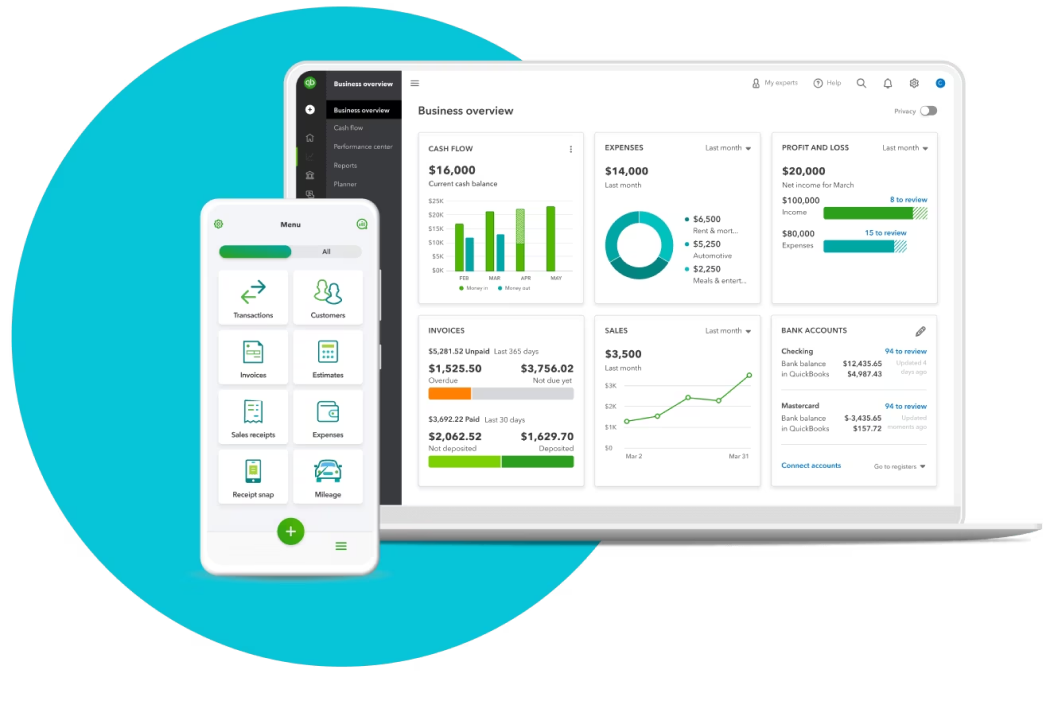 qb
Business overview
My experts
Help
C
Business overview
Cash flow
Performance center
Reports
Planner
Business overview
Privacy
CASH FLOW
$16,000
Current cash balance
$25K
$20K
$15K
$10K
$5K
$0K
FEB MAR APR MAY
Money in Money out
EXPENSES
Last month
$14,000
Last month
$6,500
Rent & mort...
$5,250
Automotive
$2,250
Meals & entert...
PROFIT AND LOSS
Last month
$20,000
Net income for March
$100,000
8 to review
Income
$80,000
15 to review
Expenses
INVOICES
$5,281.52 Unpaid Last 365 days
$1,525.50 $3,756.02
Overdue Not due yet
$3,692.22 Paid Last 30 days
$2,062.52 $1,629.70
Not deposited Deposited
SALES
Last month
$3,500
Last month
$3K
$2K
$1K
$0
Mar 2 Mar 31
BANK ACCOUNTS
Checking 94 to review
Bank balance $12,435.65 Updated 4
in QuickBooks $4,987.43 days ago
Mastercard 94 to review
Bank balance $-3,435.65 Updated
in QuickBooks $157.72 moments ago
Connect accounts Go to registers
Menu
All
Transactions Customers
Invoices Estimates
Sales receipts Expenses
Receipt snap Mileage